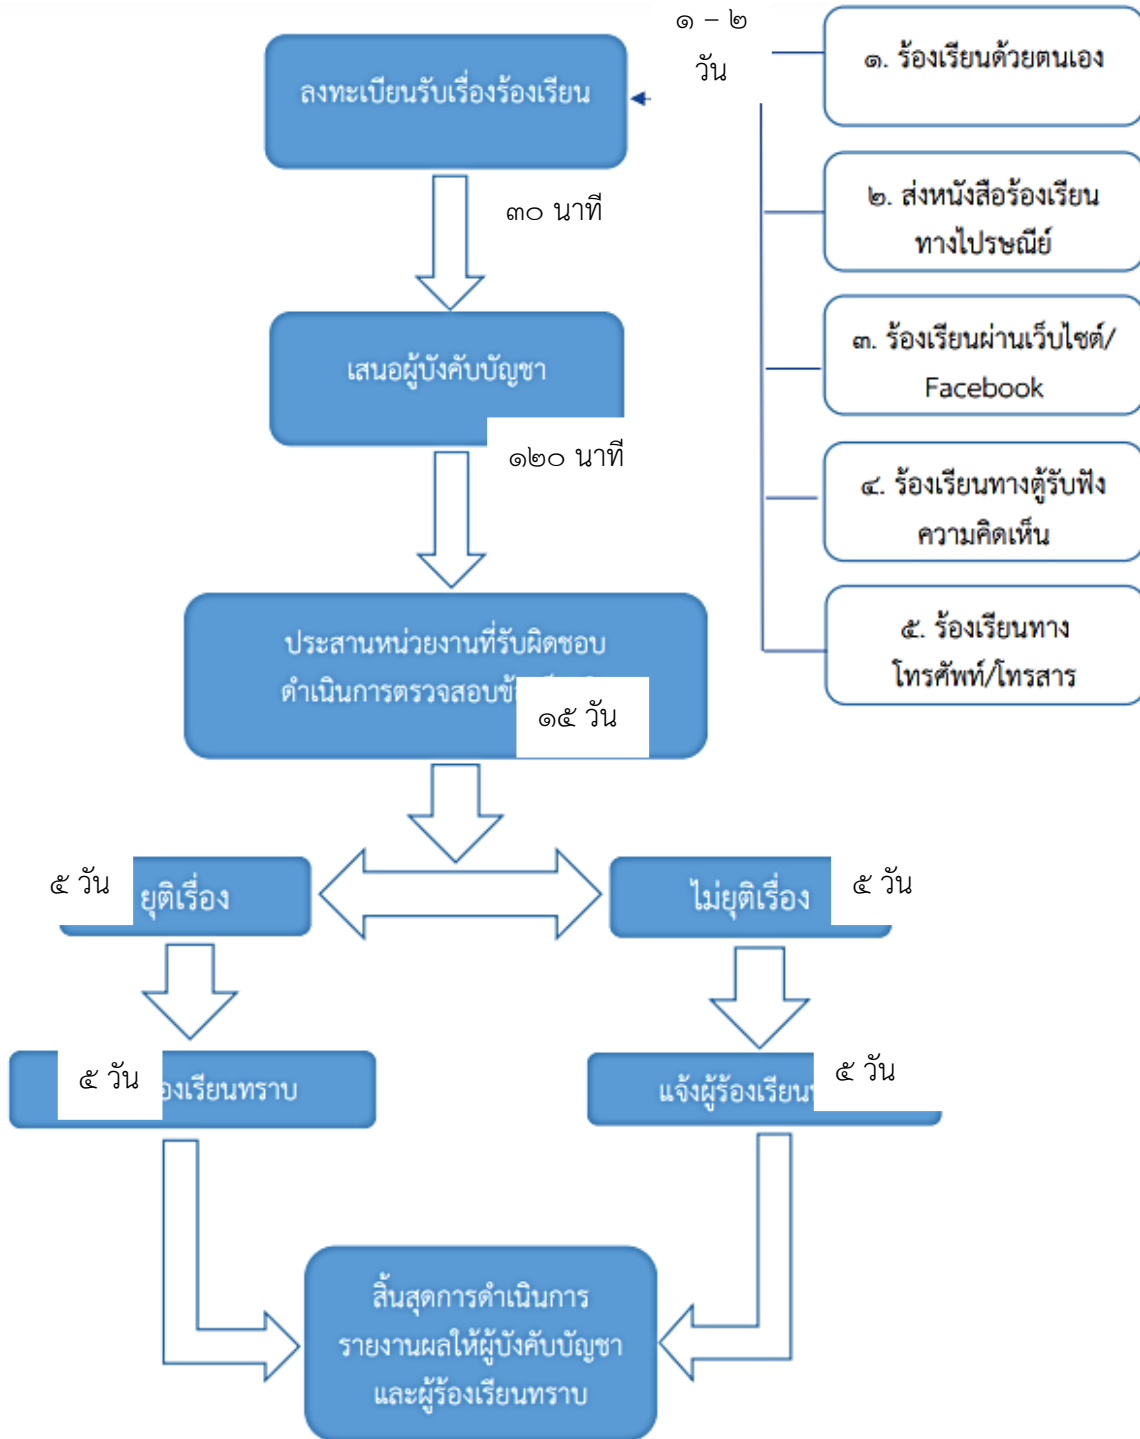 ๑ – ๒
วัน
ลงทะเบียนรับเรื่องร้องเรียน
๑. ร้องเรียนด้วยตนเอง
๓๐ นาที
๒. ส่งหนังสือร้องเรียน
ทางไปรษณีย์
เสนอผู้บังคับบัญชา
๓. ร้องเรียนผ่านเว็บไซต์/
Facebook
๑๒๐ นาที
๔. ร้องเรียนทางตู้รับฟัง
ความคิดเห็น
ประสานหน่วยงานที่รับผิดชอบ
ดำเนินการตรวจสอบ
๑๕ วัน
๕. ร้องเรียนทาง
โทรศัพท์/โทรสาร
๕ วัน
ยุติเรื่อง
ไม่ยุติเรื่อง
๕ วัน
๕ วัน
องเรียนทราบ
แจ้งผู้ร้องเรียน
๕ วัน
สิ้นสุดการดำเนินการ
รายงานผลให้ผู้บังคับบัญชา
และผู้ร้องเรียนทราบ